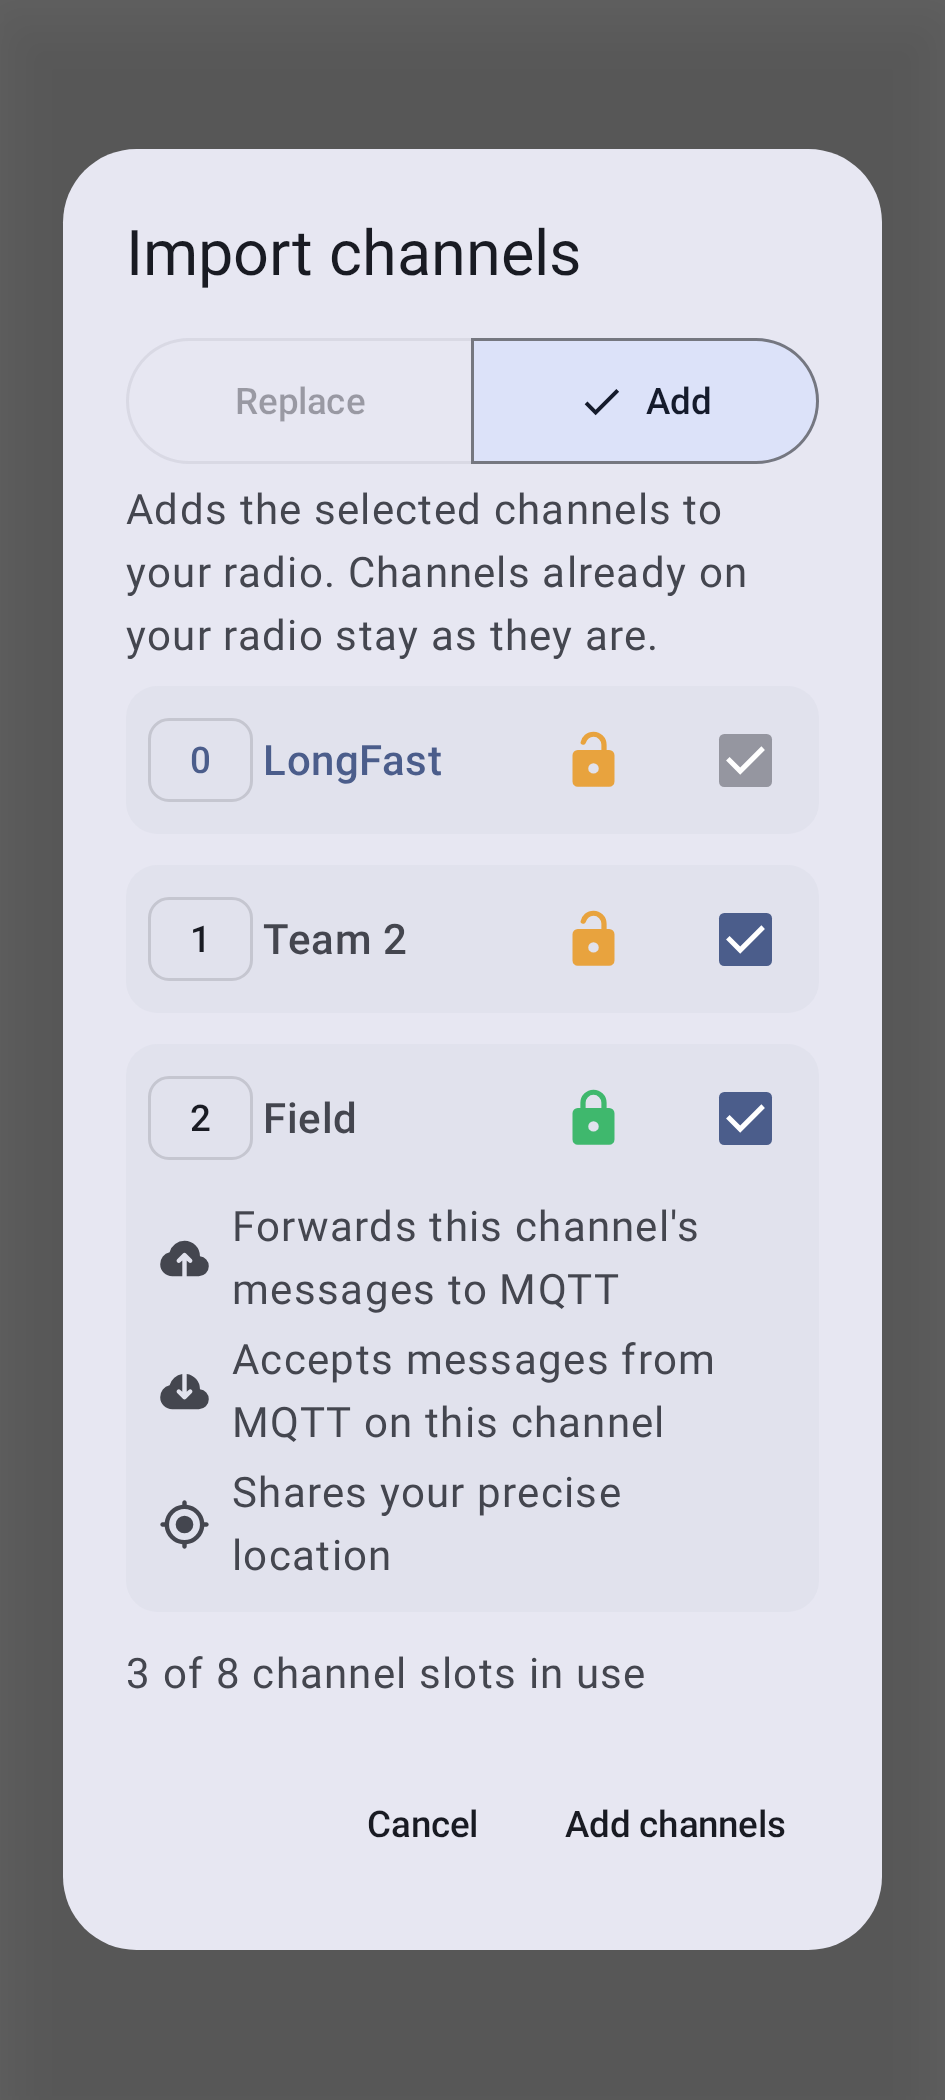 Import channels
Replace
Add
Adds the selected channels to
your radio. Channels already on
your radio stay as they are.
0 LongFast
1 Team 2
2 Field
Forwards this channel's
messages to MQTT
Accepts messages from
MQTT on this channel
Shares your precise
location
3 of 8 channel slots in use
Cancel
Add channels